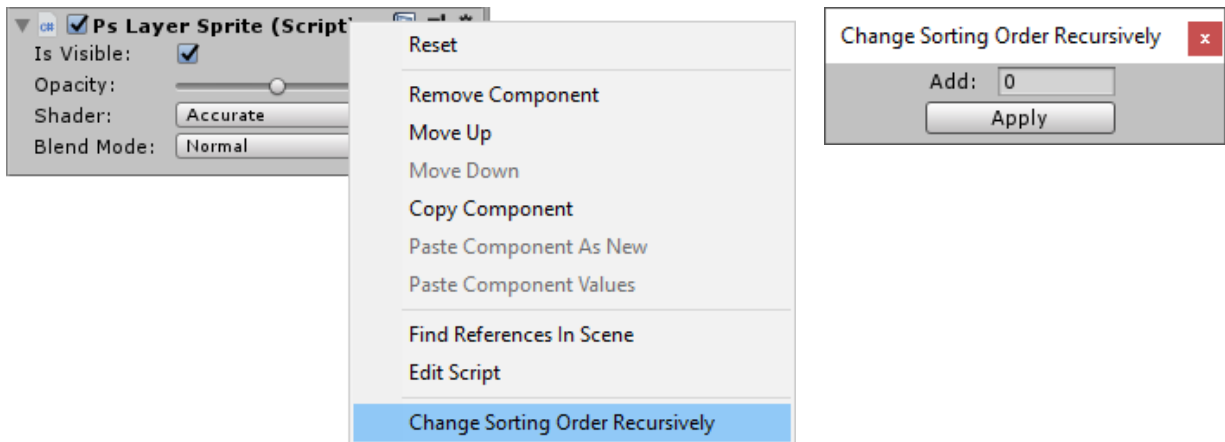 Ps Layer Sprite (Script)
Is Visible:
Opacity:
Shader: Accurate
Blend Mode: Normal
Reset
Remove Component
Move Up
Move Down
Copy Component
Paste Component As New
Paste Component Values
Find References In Scene
Edit Script
Change Sorting Order Recursively
Change Sorting Order Recursively x
Add: 0
Apply